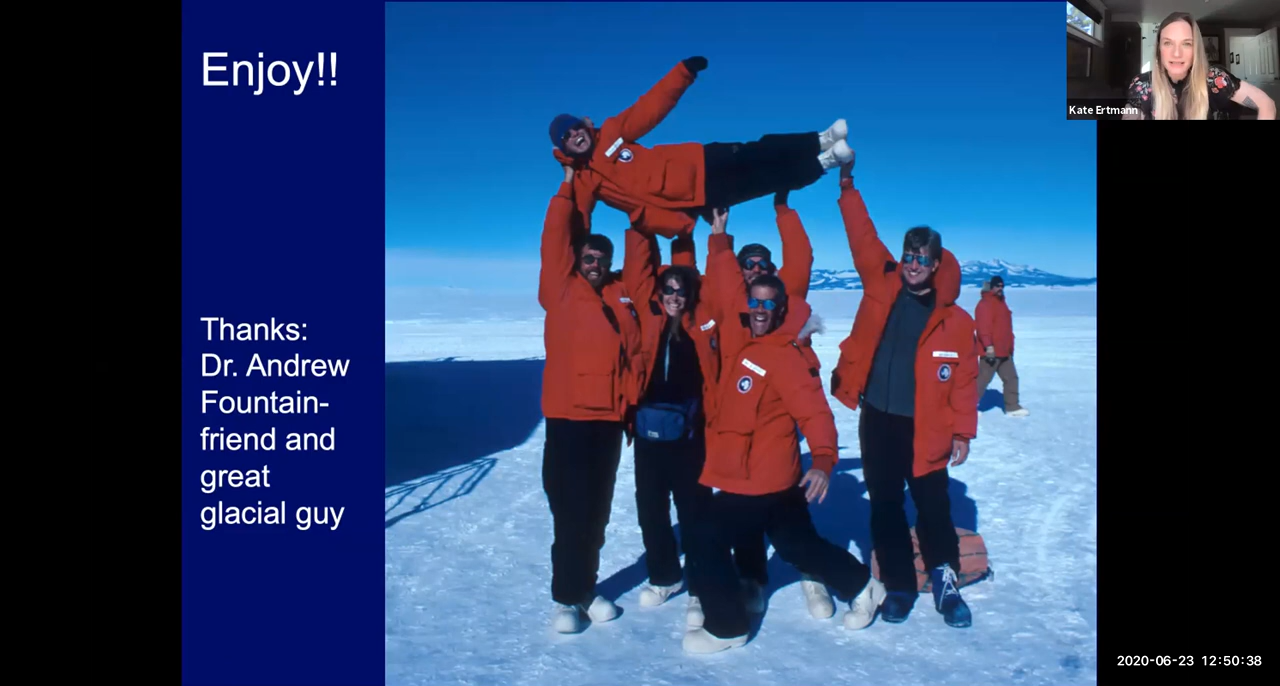 Enjoy!!
Thanks:
Dr. Andrew
Fountain-
friend and
great
glacial guy
Kate Ertmann
2020-06-23 12:50:38